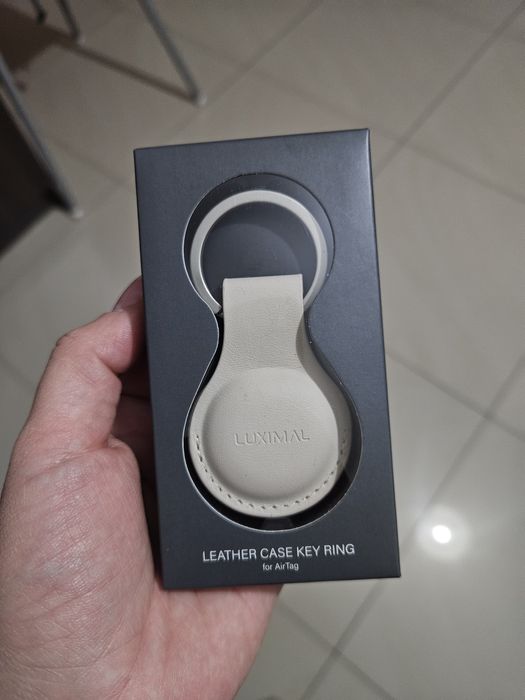 LUXIMAL
LEATHER CASE KEY RING
for AirTag